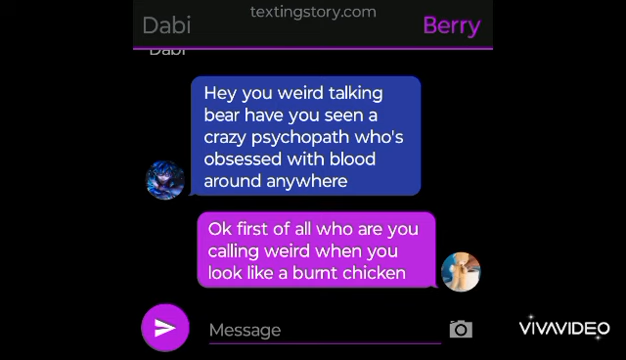 textingstory.com
Dabi
Berry
Dabi
Hey you weird talking
bear have you seen a
crazy psychopath who's
obsessed with blood
around anywhere
Ok first of all who are you
calling weird when you
look like a burnt chicken
Message
VIVAVIDEO